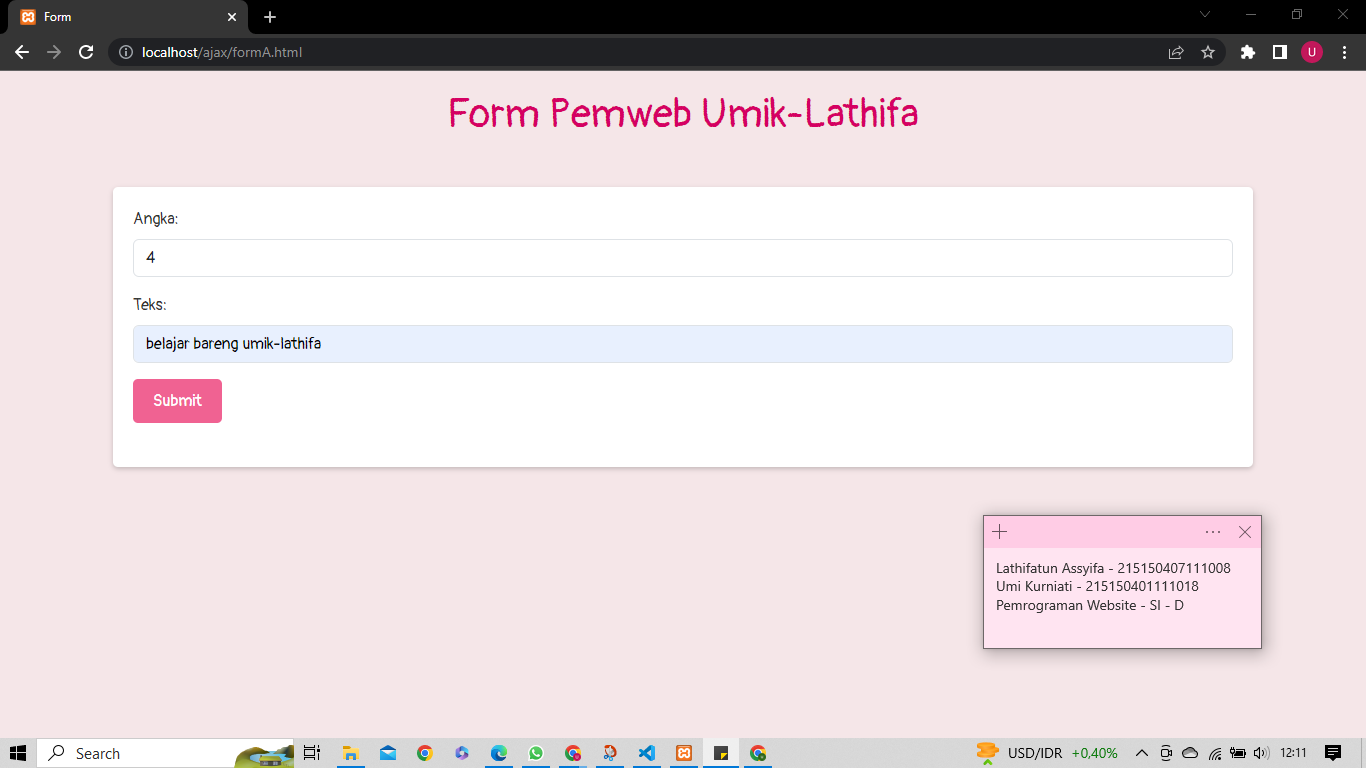 Form
localhost/ajax/formA.html
U
Form Pemweb Umik-Lathifa
Angka:
4
Teks:
belajar bareng umik-lathifa
Submit
Lathifatun Assyifa - 215150407111008
Umi Kurniati - 215150401111018
Pemrograman Website - SI - D
Search
USD/IDR +0,40%
12:11